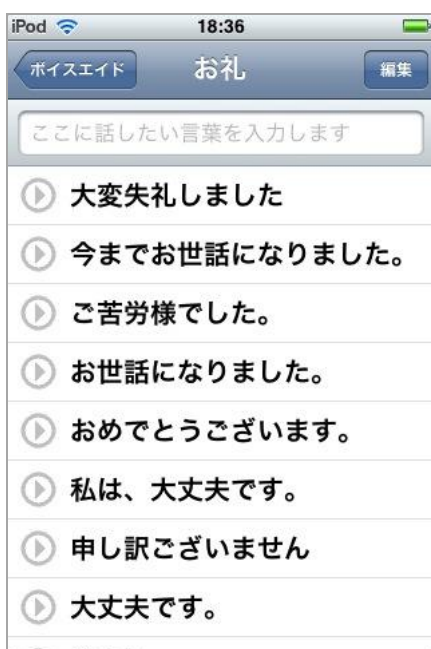 iPod 18:36
ボイスエイド お礼 編集
ここに話したい言葉を入力します
大変失礼しました
今までお世話になりました。
ご苦労様でした。
お世話になりました。
おめでとうございます。
私は、大丈夫です。
申し訳ございません
大丈夫です。